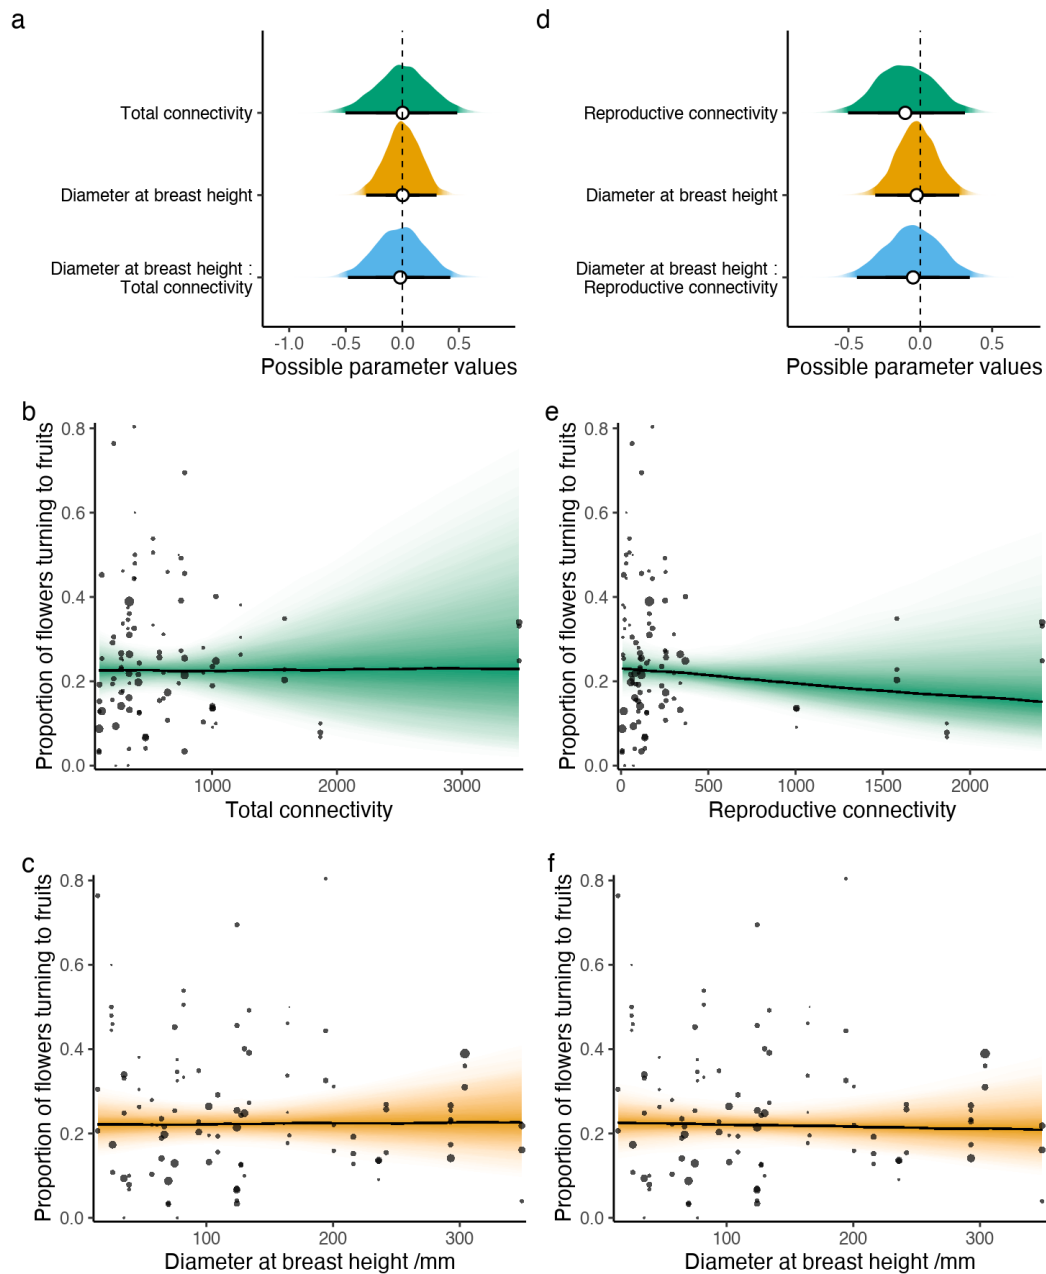 a
Total connectivity
Diameter at breast height
Diameter at breast height :
Total connectivity
-1.0 -0.5 0.0 0.5
Possible parameter values
d
Reproductive connectivity
Diameter at breast height
Diameter at breast height :
Reproductive connectivity
-0.5 0.0 0.5
Possible parameter values
b
Proportion of flowers turning to fruits
0.8
0.6
0.4
0.2
0.0
1000 2000 3000
Total connectivity
e
Proportion of flowers turning to fruits
0.8
0.6
0.4
0.2
0.0
0 500 1000 1500 2000
Reproductive connectivity
c
Proportion of flowers turning to fruits
0.8
0.6
0.4
0.2
0.0
100 200 300
Diameter at breast height /mm
f
Proportion of flowers turning to fruits
0.8
0.6
0.4
0.2
0.0
100 200 300
Diameter at breast height /mm